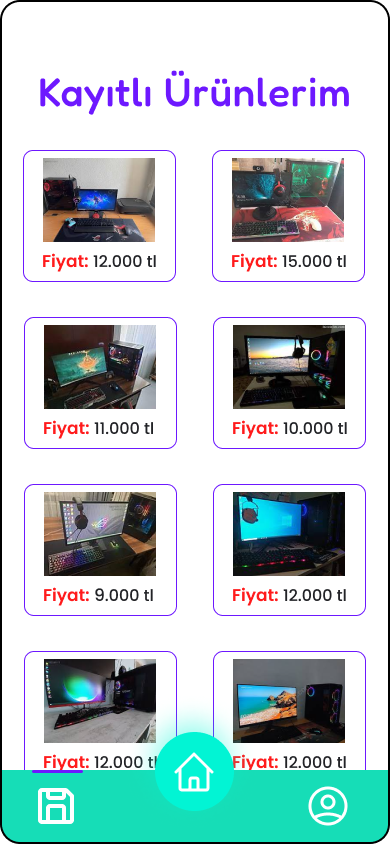 Kayıtlı Ürünlerim
Fiyat: 12.000 tl
Fiyat: 15.000 tl
Fiyat: 11.000 tl
Fiyat: 10.000 tl
Fiyat: 9.000 tl
Fiyat: 12.000 tl
Fiyat: 12.000 tl
Fiyat: 12.000 tl